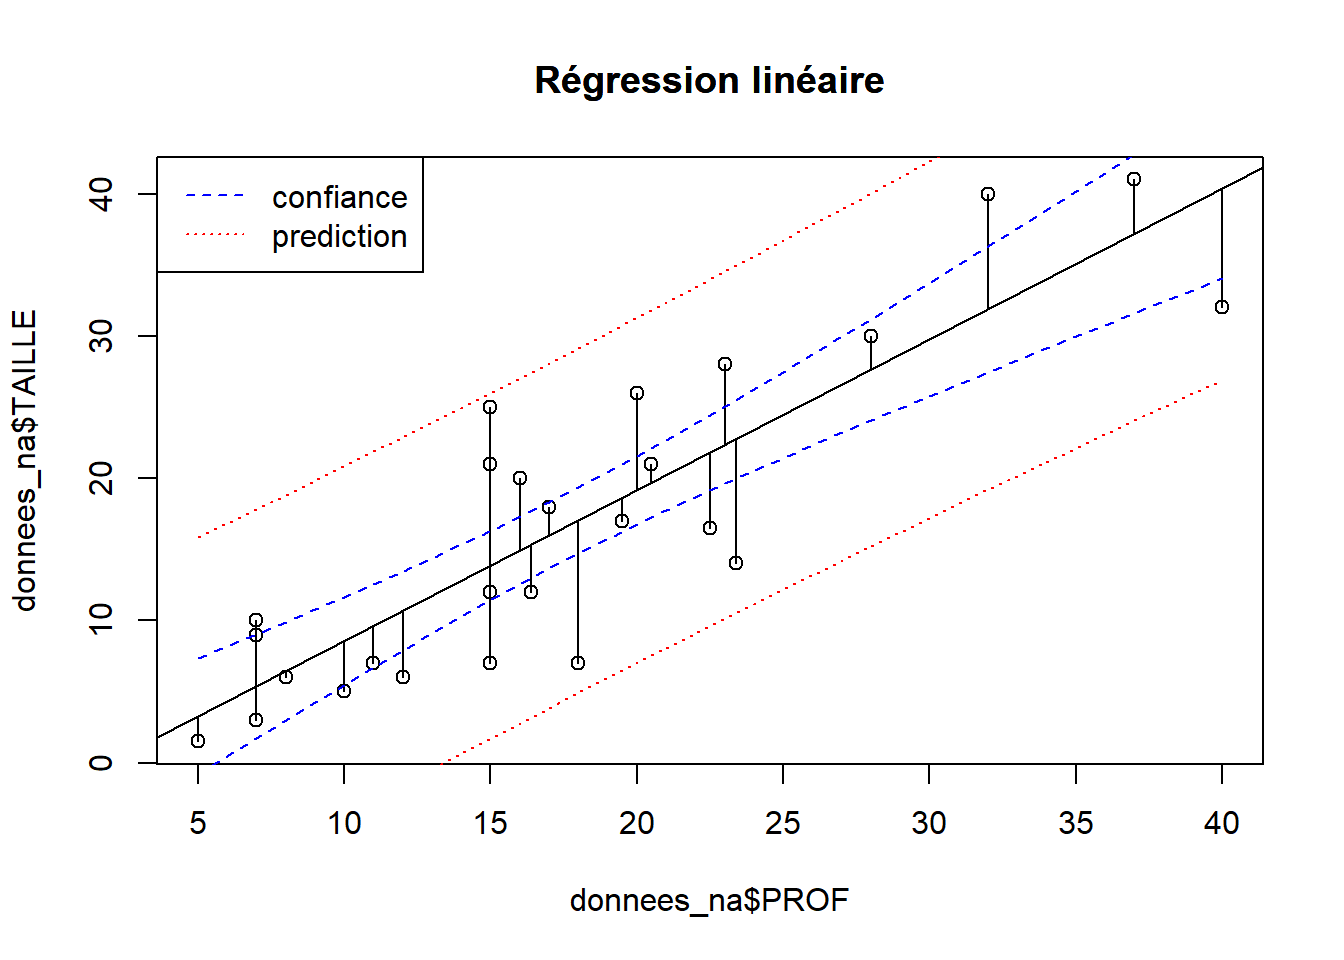 Régression linéaire
confiance
prediction
donnees_na$TAILLE
40
30
20
10
0
5 10 15 20 25 30 35 40
donnees_na$PROF